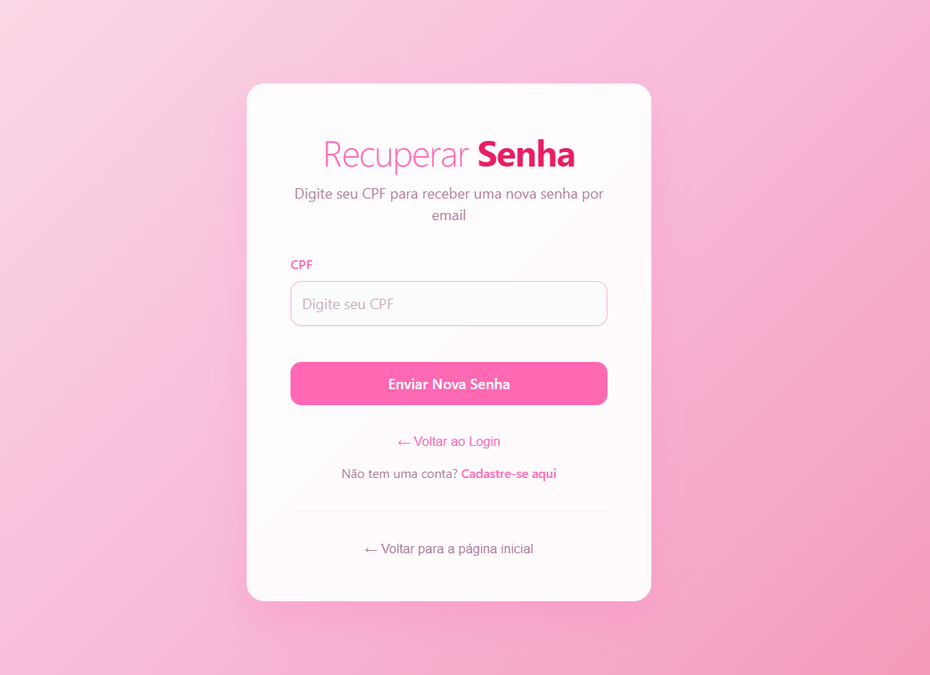 Recuperar Senha
Digite seu CPF para receber uma nova senha por
email
CPF
Digite seu CPF
Enviar Nova Senha
← Voltar ao Login
Não tem uma conta? Cadastre-se aqui
← Voltar para a página inicial